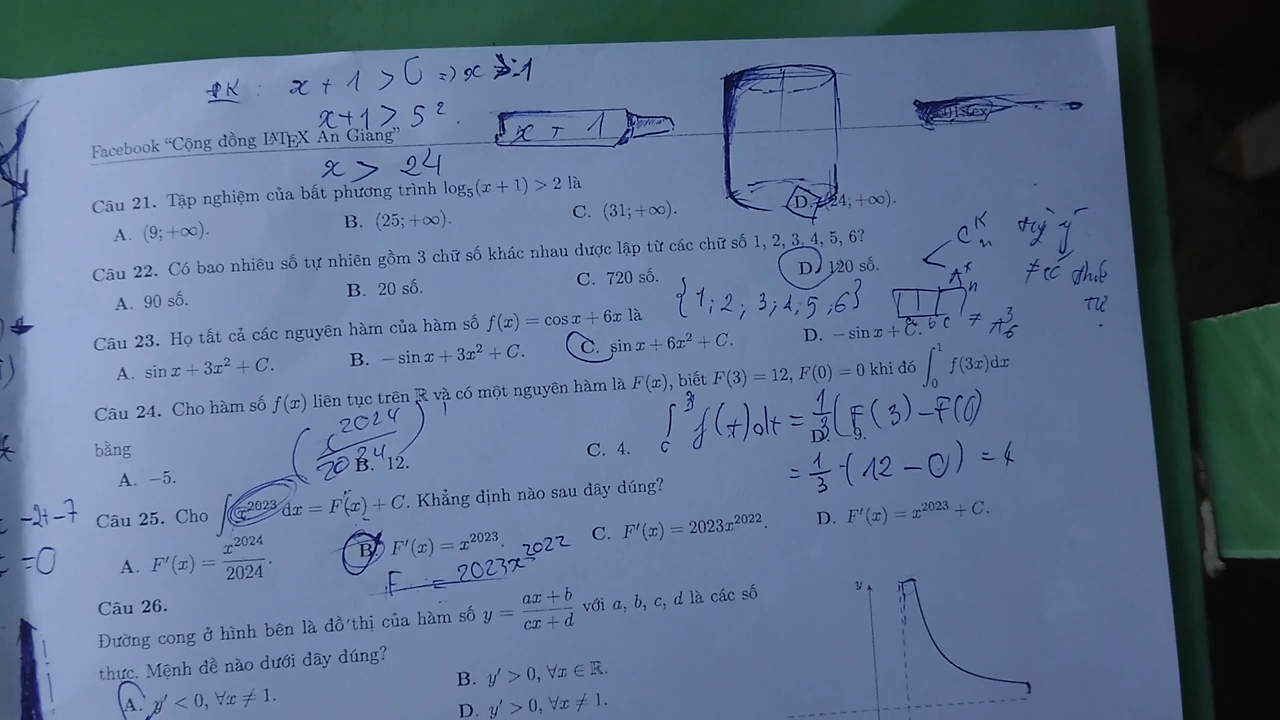 ĐK : x + 1 > 0 => x > -1
x+1 > 5².
x + 1
Facebook “Cộng đồng LATEX An Giang”
x > 24
Câu 21. Tập nghiệm của bất phương trình log₅(x + 1) > 2 là
A. (9; +∞). B. (25; +∞). C. (31; +∞). D. (24; +∞).
Câu 22. Có bao nhiêu số tự nhiên gồm 3 chữ số khác nhau được lập từ các chữ số 1, 2, 3, 4, 5, 6?
A. 90 số. B. 20 số. C. 720 số. D. 120 số.
{1; 2; 3; 4; 5; 6}
Câu 23. Họ tất cả các nguyên hàm của hàm số f(x) = cos x + 6x là
A. sin x + 3x² + C. B. − sin x + 3x² + C. C. sin x + 6x² + C. D. − sin x + C.
Câu 24. Cho hàm số f(x) liên tục trên ℝ và có một nguyên hàm là F(x), biết F(3) = 12, F(0) = 0 khi đó ∫₀¹ f(3x)dx
bằng
A. −5. B. 12. C. 4. D. 9.
∫₀³ f(t)dt = 1/3 (F(3) − F(0)
= 1/3 · (12 − 0) = 4
Câu 25. Cho ∫ x²⁰²³ dx = F(x) + C. Khẳng định nào sau đây đúng?
A. F′(x) = x²⁰²⁴/2024. B. F′(x) = x²⁰²³. C. F′(x) = 2023x²⁰²². D. F′(x) = x²⁰²³ + C.
= 2023x²⁰²²
-2t-7
=0
Câu 26.
Đường cong ở hình bên là đồ thị của hàm số y = (ax + b)/(cx + d) với a, b, c, d là các số
thực. Mệnh đề nào dưới đây đúng?
A. y′ < 0, ∀x ≠ 1. B. y′ > 0, ∀x ∈ ℝ.
D. y′ > 0, ∀x ≠ 1.
y